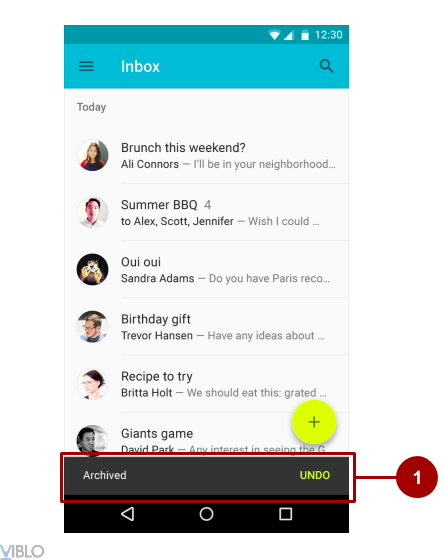 12:30
Inbox
Today
Brunch this weekend?
Ali Connors — I'll be in your neighborhood...
Summer BBQ 4
to Alex, Scott, Jennifer — Wish I could ...
Oui oui
Sandra Adams — Do you have Paris reco...
Birthday gift
Trevor Hansen — Have any ideas about ...
Recipe to try
Britta Holt — We should eat this: grated ...
Giants game
David Park — Any interest in seeing the G
Archived UNDO
1
VIBLO